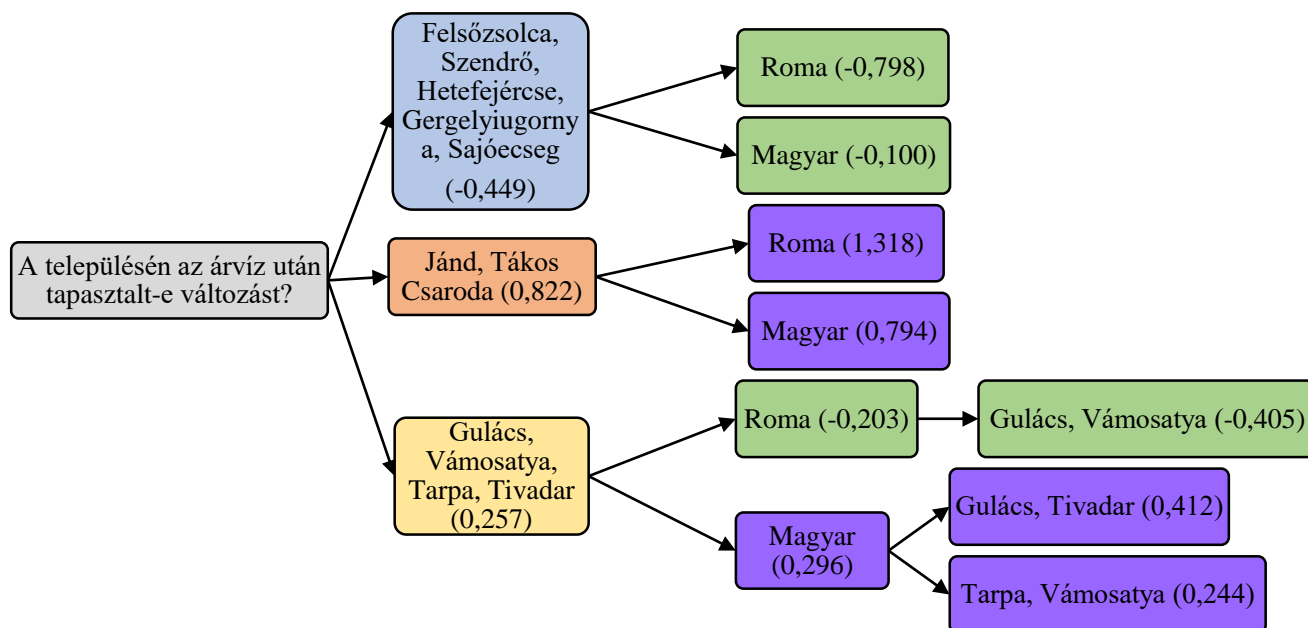 A településén az árvíz után
tapasztalt-e változást?
Felsőzsolca,
Szendrő,
Hetefejércse,
Gergelyiugorny
a, Sajóecseg
(-0,449)
Roma (-0,798)
Magyar (-0,100)
Jánd, Tákos
Csaroda (0,822)
Roma (1,318)
Magyar (0,794)
Gulács,
Vámosatya,
Tarpa, Tivadar
(0,257)
Roma (-0,203)
Gulács, Vámosatya (-0,405)
Magyar
(0,296)
Gulács, Tivadar (0,412)
Tarpa, Vámosatya (0,244)